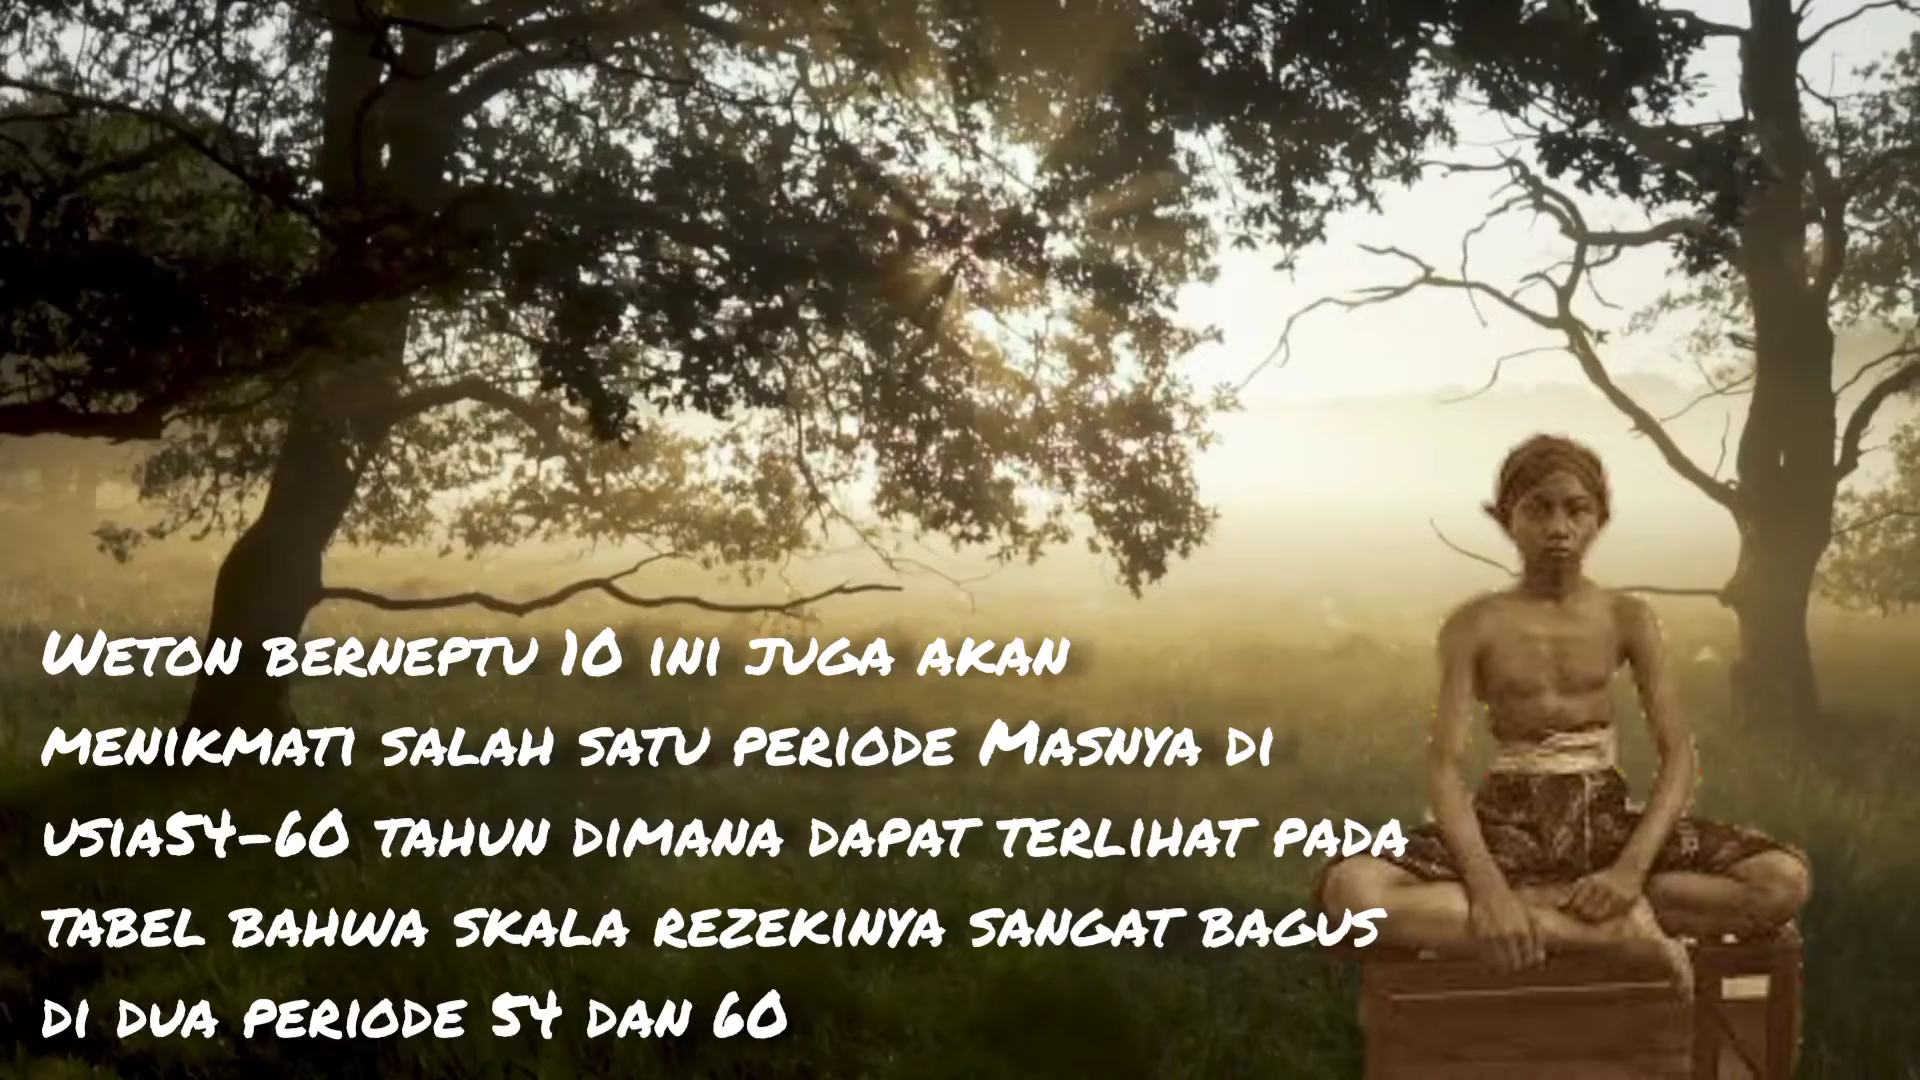 Weton berneptu 10 ini juga akan
menikmati salah satu periode Masnya di
usia54-60 tahun dimana dapat terlihat pada
tabel bahwa skala rezekinya sangat bagus
di dua periode 54 dan 60